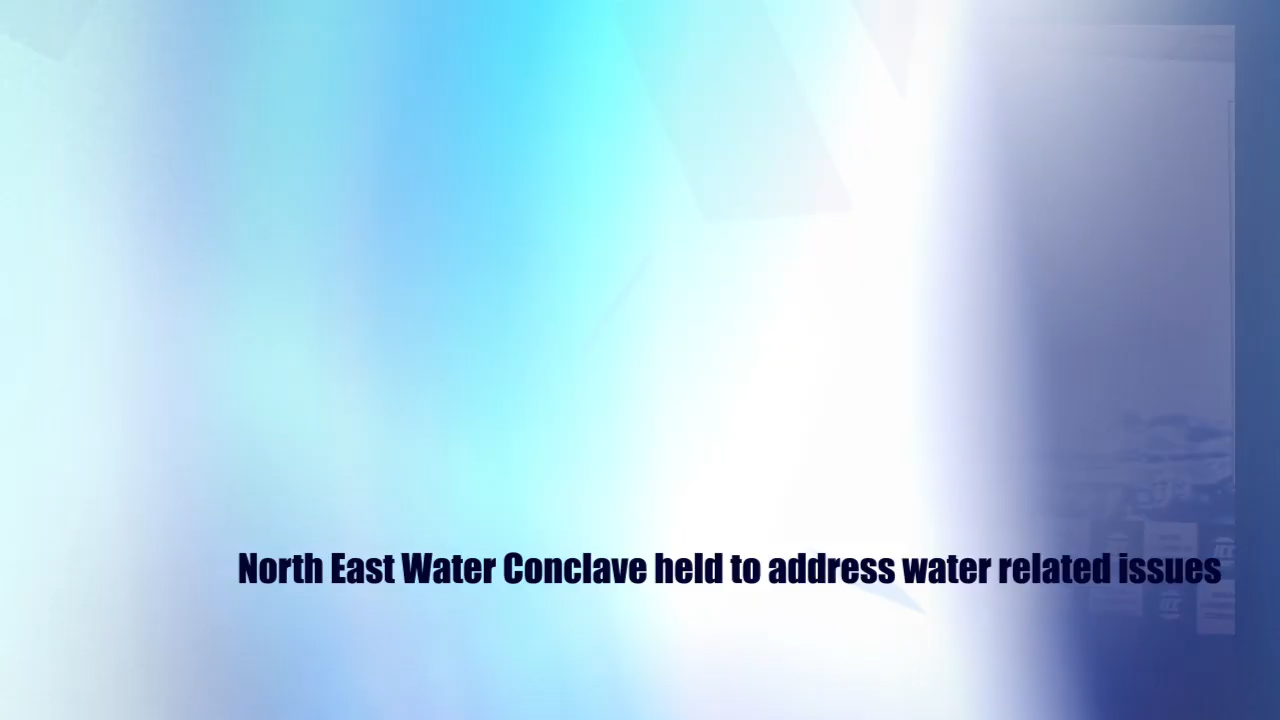 North East Water Conclave held to address water related issues